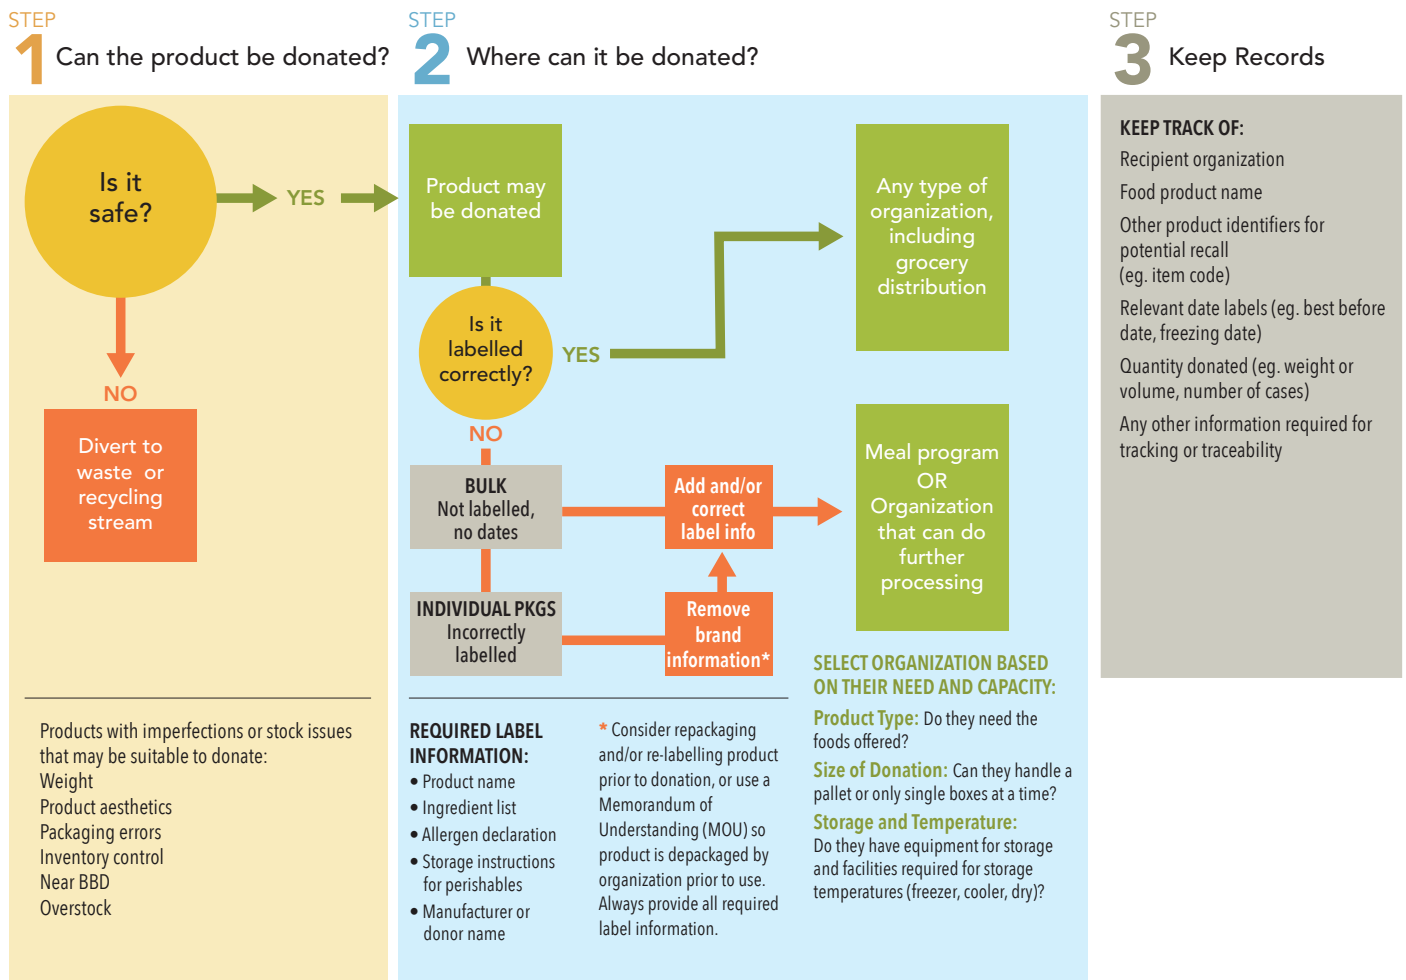 STEP
1 Can the product be donated?
Is it
safe?
YES
NO
Divert to
waste or
recycling
stream
Products with imperfections or stock issues
that may be suitable to donate:
Weight
Product aesthetics
Packaging errors
Inventory control
Near BBD
Overstock
STEP
2 Where can it be donated?
Product may
be donated
Is it
labelled
correctly?
YES
Any type of
organization,
including
grocery
distribution
NO
BULK
Not labelled,
no dates
Add and/or
correct
label info
Meal program
OR
Organization
that can do
further
processing
INDIVIDUAL PKGS
Incorrectly
labelled
Remove
brand
information*
REQUIRED LABEL
INFORMATION:
• Product name
• Ingredient list
• Allergen declaration
• Storage instructions
for perishables
• Manufacturer or
donor name
* Consider repackaging
and/or re-labelling product
prior to donation, or use a
Memorandum of
Understanding (MOU) so
product is depackaged by
organization prior to use.
Always provide all required
label information.
SELECT ORGANIZATION BASED
ON THEIR NEED AND CAPACITY:
Product Type: Do they need the
foods offered?
Size of Donation: Can they handle a
pallet or only single boxes at a time?
Storage and Temperature:
Do they have equipment for storage
and facilities required for storage
temperatures (freezer, cooler, dry)?
STEP
3 Keep Records
KEEP TRACK OF:
Recipient organization
Food product name
Other product identifiers for
potential recall
(eg. item code)
Relevant date labels (eg. best before
date, freezing date)
Quantity donated (eg. weight or
volume, number of cases)
Any other information required for
tracking or traceability